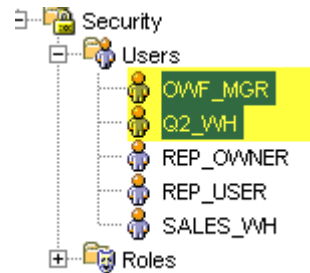 Security
Users
OWF_MGR
Q2_WH
REP_OWNER
REP_USER
SALES_WH
Roles